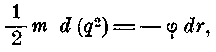 ½ m d (q²) = — φ dr,